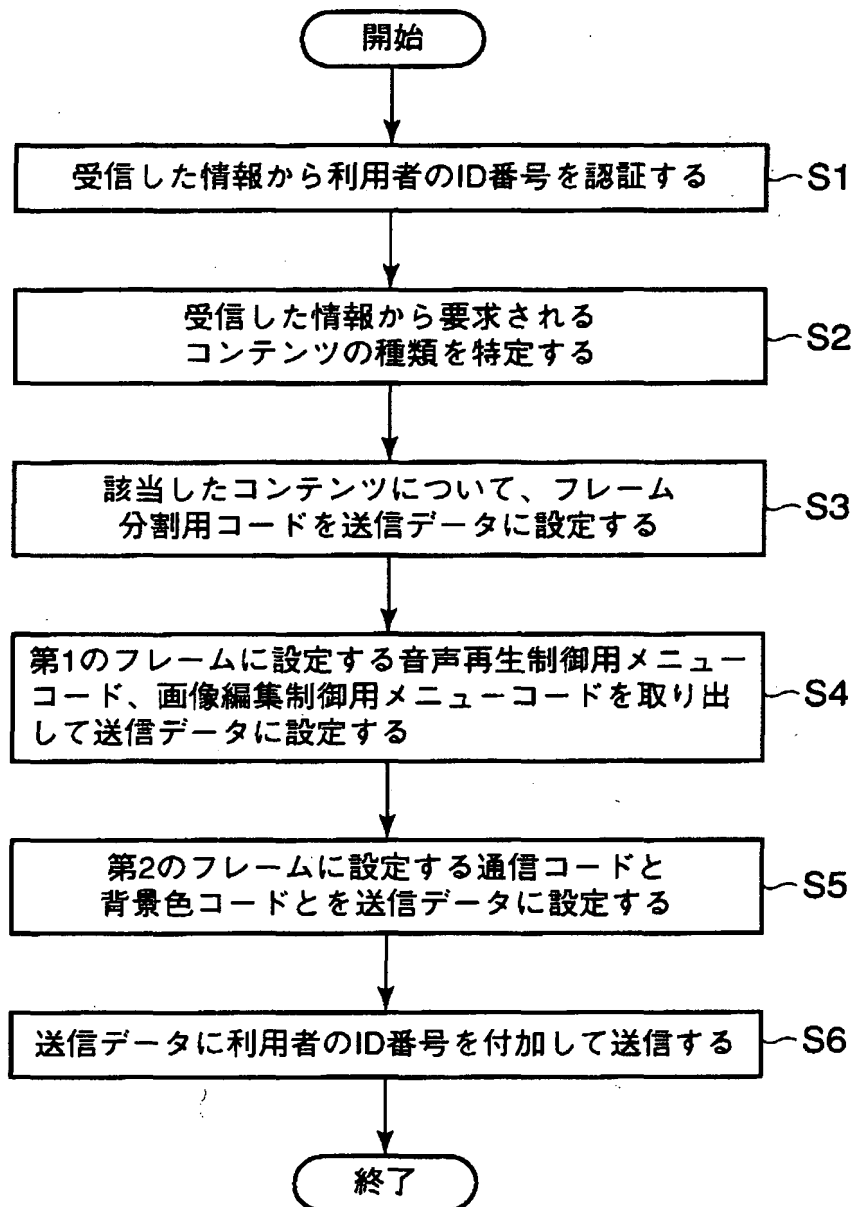 開始
受信した情報から利用者のID番号を認証する
S1
受信した情報から要求される
コンテンツの種類を特定する
S2
該当したコンテンツについて、フレーム
分割用コードを送信データに設定する
S3
第1のフレームに設定する音声再生制御用メニュー
コード、画像編集制御用メニューコードを取り出
して送信データに設定する
S4
第2のフレームに設定する通信コードと
背景色コードとを送信データに設定する
S5
送信データに利用者のID番号を付加して送信する
S6
終了